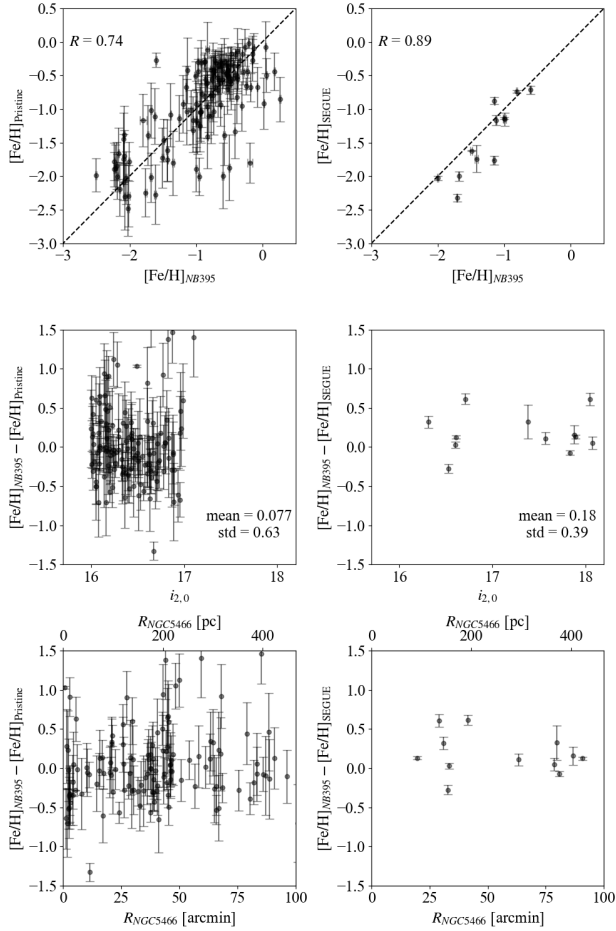 0.5
0.0
−0.5
−1.0
−1.5
−2.0
−2.5
−3.0
[Fe/H]Pristine
R = 0.74
−3 −2 −1 0
[Fe/H]NB395
0.5
0.0
−0.5
−1.0
−1.5
−2.0
−2.5
−3.0
[Fe/H]SEGUE
R = 0.89
−3 −2 −1 0
[Fe/H]NB395
1.5
1.0
0.5
0.0
−0.5
−1.0
−1.5
[Fe/H]NB395 − [Fe/H]Pristine
mean = 0.077
std = 0.63
16 17 18
i2,0
1.5
1.0
0.5
0.0
−0.5
−1.0
−1.5
[Fe/H]NB395 − [Fe/H]SEGUE
mean = 0.18
std = 0.39
16 17 18
i2,0
RNGC5466 [pc]
0 200 400
1.5
1.0
0.5
0.0
−0.5
−1.0
−1.5
[Fe/H]NB395 − [Fe/H]Pristine
0 25 50 75 100
RNGC5466 [arcmin]
RNGC5466 [pc]
0 200 400
1.5
1.0
0.5
0.0
−0.5
−1.0
−1.5
[Fe/H]NB395 − [Fe/H]SEGUE
0 25 50 75 100
RNGC5466 [arcmin]